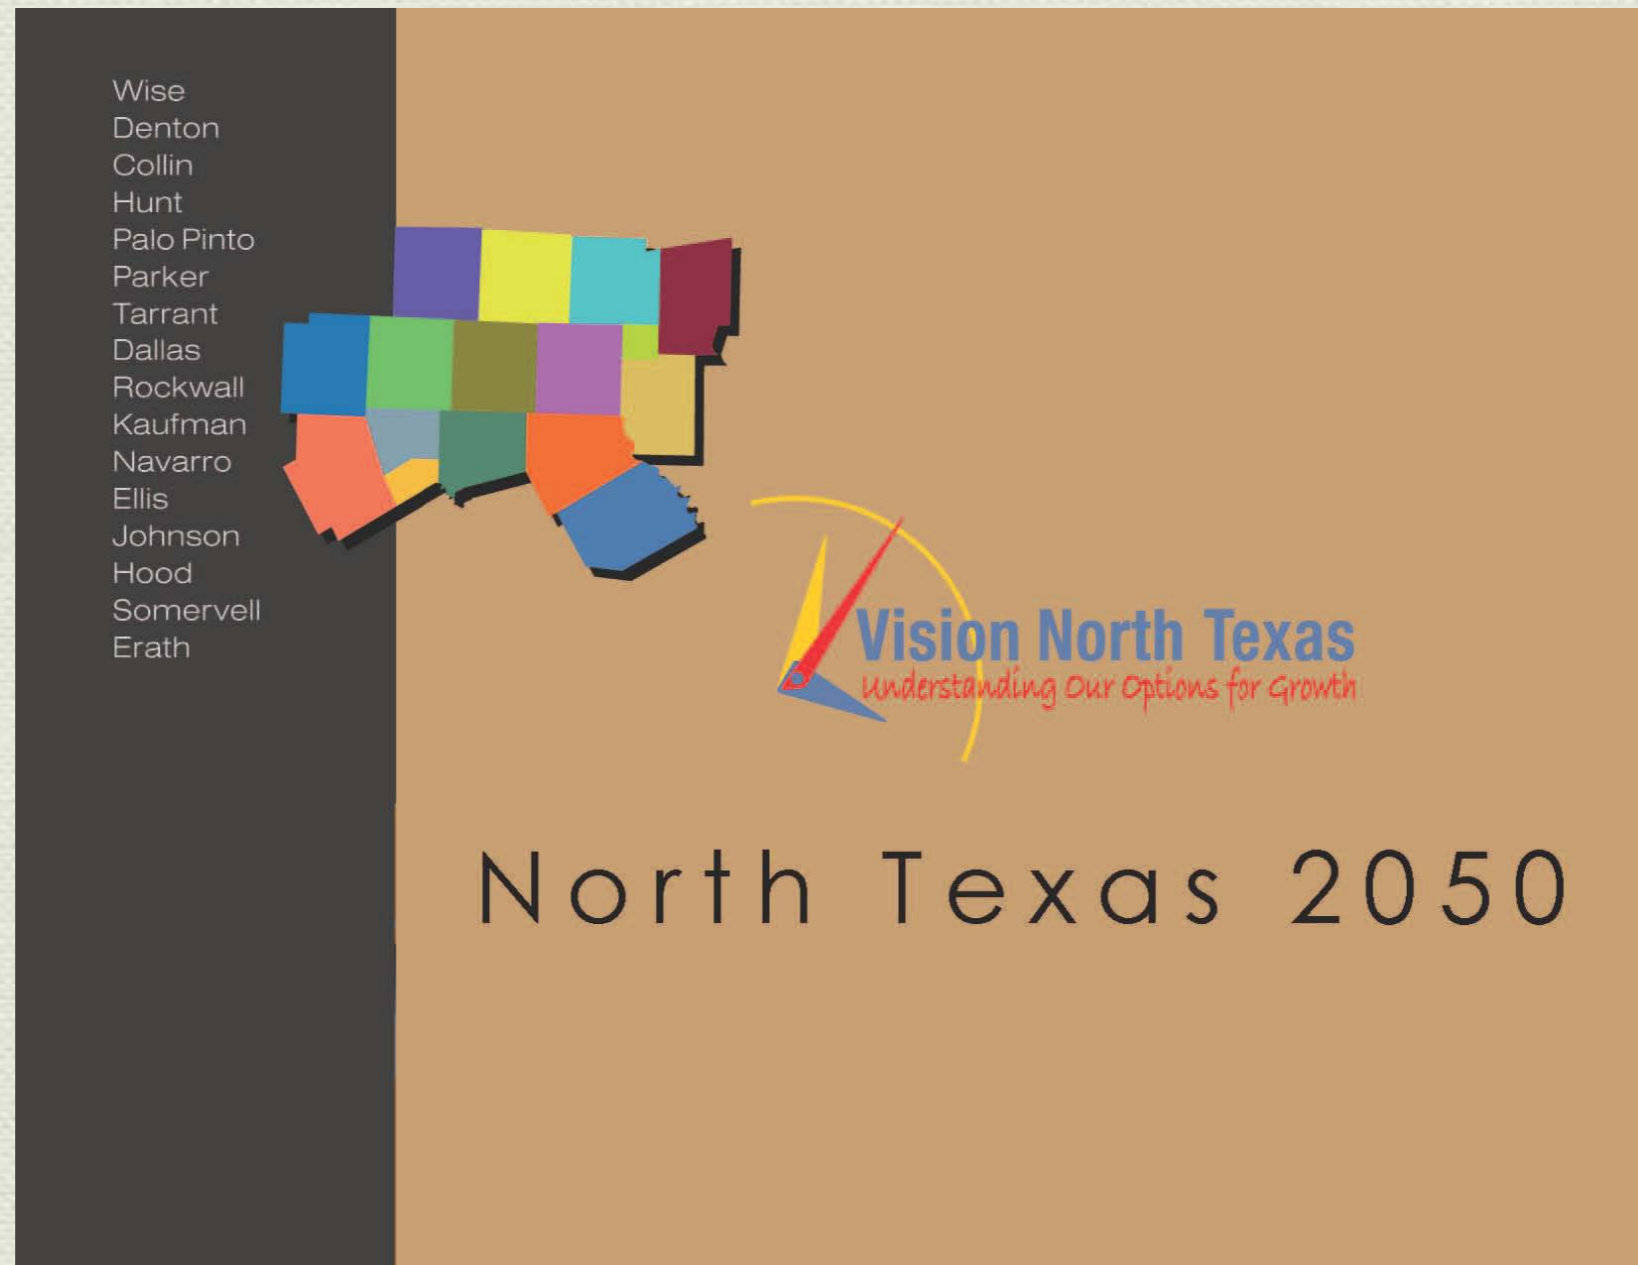 Wise
Denton
Collin
Hunt
Palo Pinto
Parker
Tarrant
Dallas
Rockwall
Kaufman
Navarro
Ellis
Johnson
Hood
Somervell
Erath
Vision North Texas
Understanding Our Options for Growth
North Texas 2050